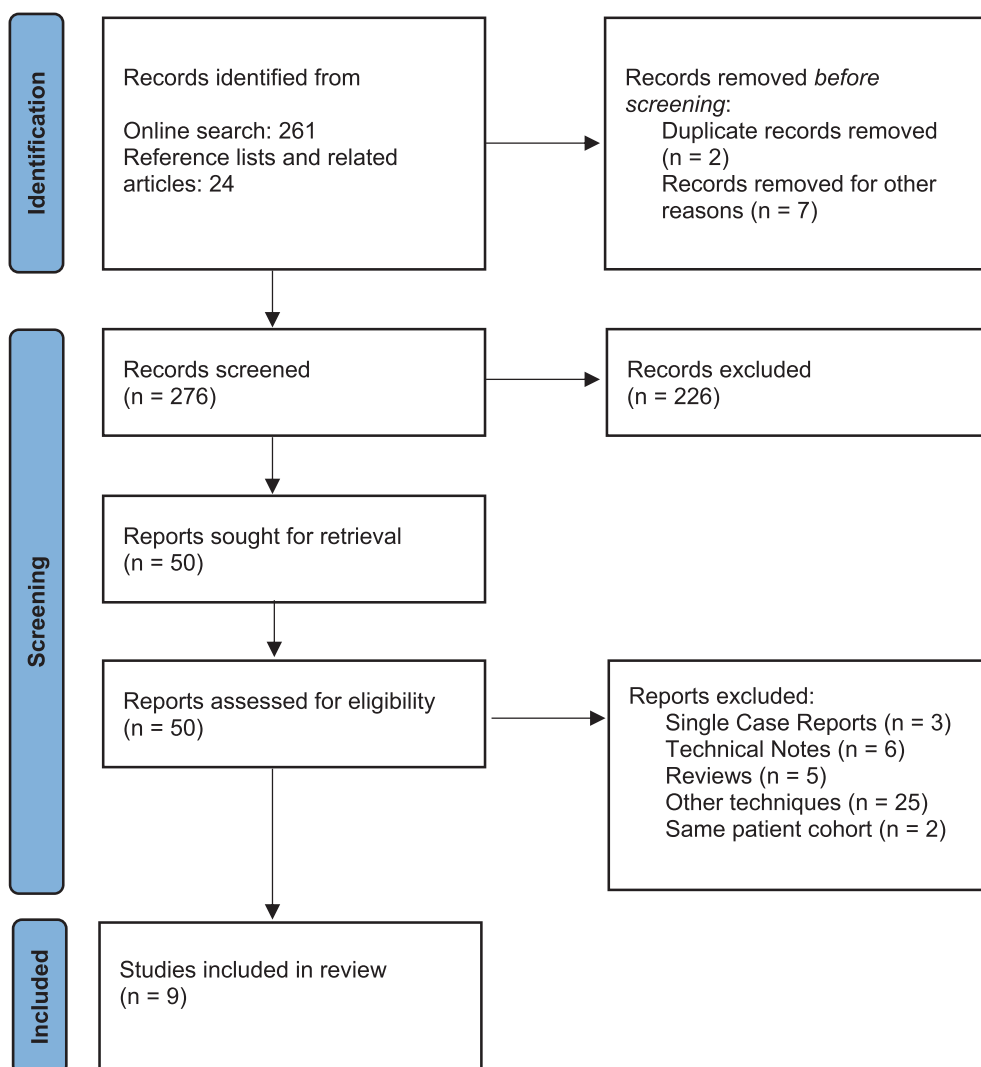 Identification
Records identified from
Online search: 261
Reference lists and related
articles: 24
Records removed before
screening:
Duplicate records removed
(n = 2)
Records removed for other
reasons (n = 7)
Screening
Records screened
(n = 276)
Records excluded
(n = 226)
Reports sought for retrieval
(n = 50)
Reports assessed for eligibility
(n = 50)
Reports excluded:
Single Case Reports (n = 3)
Technical Notes (n = 6)
Reviews (n = 5)
Other techniques (n = 25)
Same patient cohort (n = 2)
Included
Studies included in review
(n = 9)